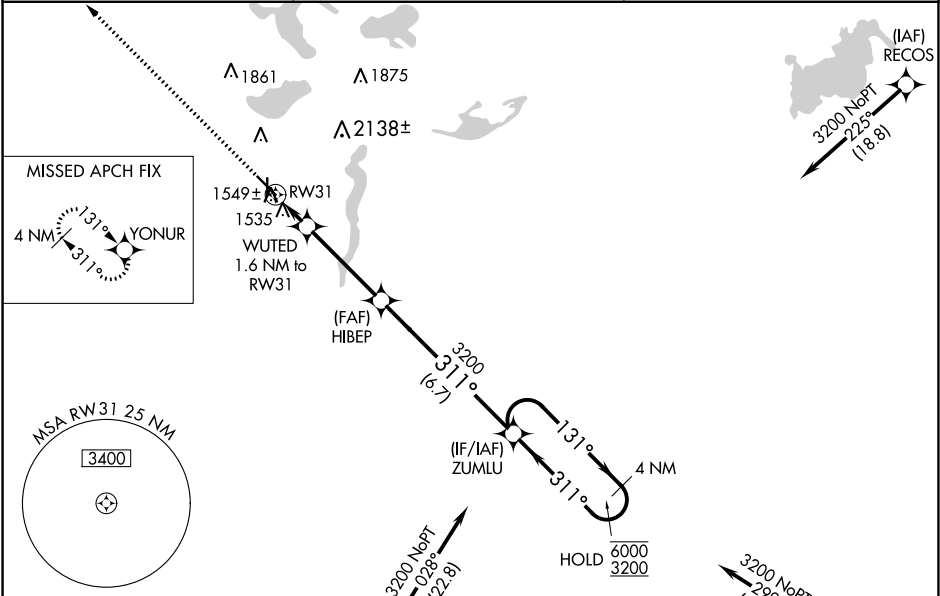 (IAF)
RECOS
3200 NoPT
225°
(18.8)
1861
1875
2138±
MISSED APCH FIX
131°
YONUR
4 NM
311°
1549±
RW31
1535
WUTED
1.6 NM to
RW31
(FAF)
HIBEP
3200
311°
(6.7)
MSA RW31 25 NM
3400
(IF/IAF)
ZUMLU
131°
4 NM
311°
HOLD
6000
3200
3200 NoPT
028°
(22.8)
3200 NoPT